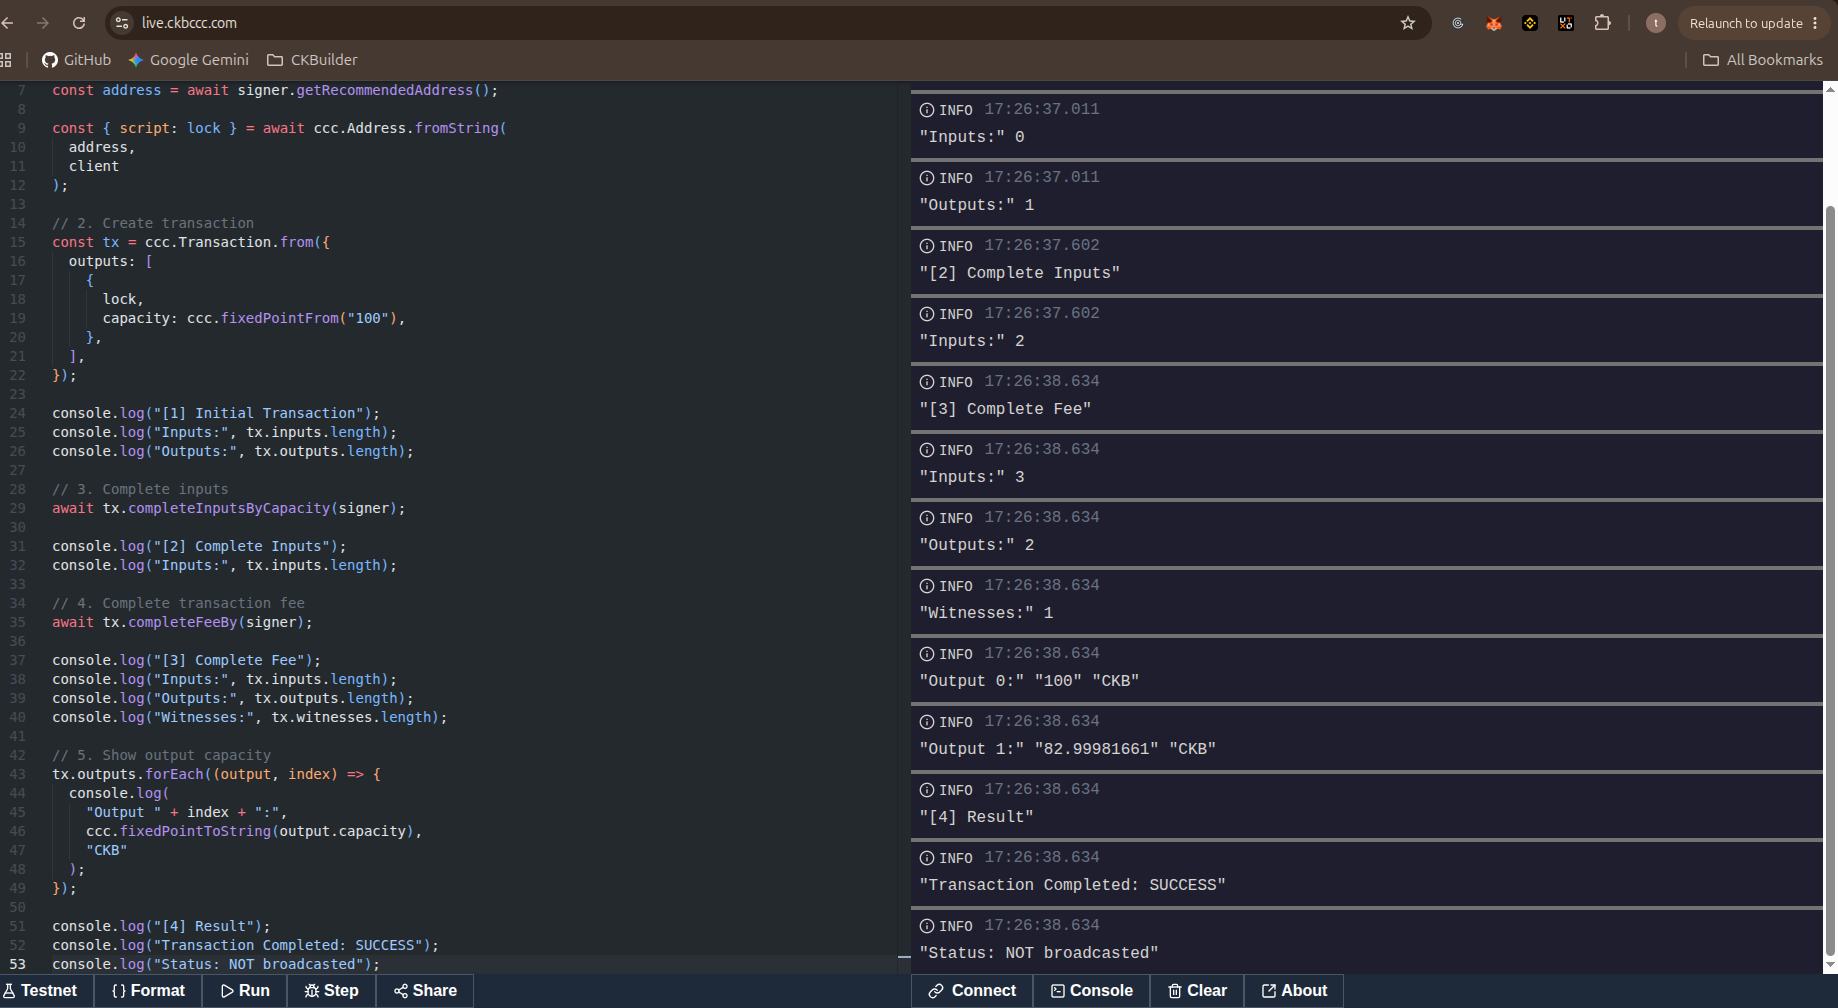 live.ckbccc.com
t
Relaunch to update
GitHub
Google Gemini
CKBuilder
All Bookmarks
7 const address = await signer.getRecommendedAddress();
8
9 const { script: lock } = await ccc.Address.fromString(
10 address,
11 client
12 );
13
14 // 2. Create transaction
15 const tx = ccc.Transaction.from({
16 outputs: [
17 {
18 lock,
19 capacity: ccc.fixedPointFrom("100"),
20 },
21 ],
22 });
23
24 console.log("[1] Initial Transaction");
25 console.log("Inputs:", tx.inputs.length);
26 console.log("Outputs:", tx.outputs.length);
27
28 // 3. Complete inputs
29 await tx.completeInputsByCapacity(signer);
30
31 console.log("[2] Complete Inputs");
32 console.log("Inputs:", tx.inputs.length);
33
34 // 4. Complete transaction fee
35 await tx.completeFeeBy(signer);
36
37 console.log("[3] Complete Fee");
38 console.log("Inputs:", tx.inputs.length);
39 console.log("Outputs:", tx.outputs.length);
40 console.log("Witnesses:", tx.witnesses.length);
41
42 // 5. Show output capacity
43 tx.outputs.forEach((output, index) => {
44 console.log(
45 "Output " + index + ":",
46 ccc.fixedPointToString(output.capacity),
47 "CKB"
48 );
49 });
50
51 console.log("[4] Result");
52 console.log("Transaction Completed: SUCCESS");
53 console.log("Status: NOT broadcasted");
INFO 17:26:37.011
"Inputs:" 0
INFO 17:26:37.011
"Outputs:" 1
INFO 17:26:37.602
"[2] Complete Inputs"
INFO 17:26:37.602
"Inputs:" 2
INFO 17:26:38.634
"[3] Complete Fee"
INFO 17:26:38.634
"Inputs:" 3
INFO 17:26:38.634
"Outputs:" 2
INFO 17:26:38.634
"Witnesses:" 1
INFO 17:26:38.634
"Output 0:" "100" "CKB"
INFO 17:26:38.634
"Output 1:" "82.99981661" "CKB"
INFO 17:26:38.634
"[4] Result"
INFO 17:26:38.634
"Transaction Completed: SUCCESS"
INFO 17:26:38.634
"Status: NOT broadcasted"
Testnet
Format
Run
Step
Share
Connect
Console
Clear
About